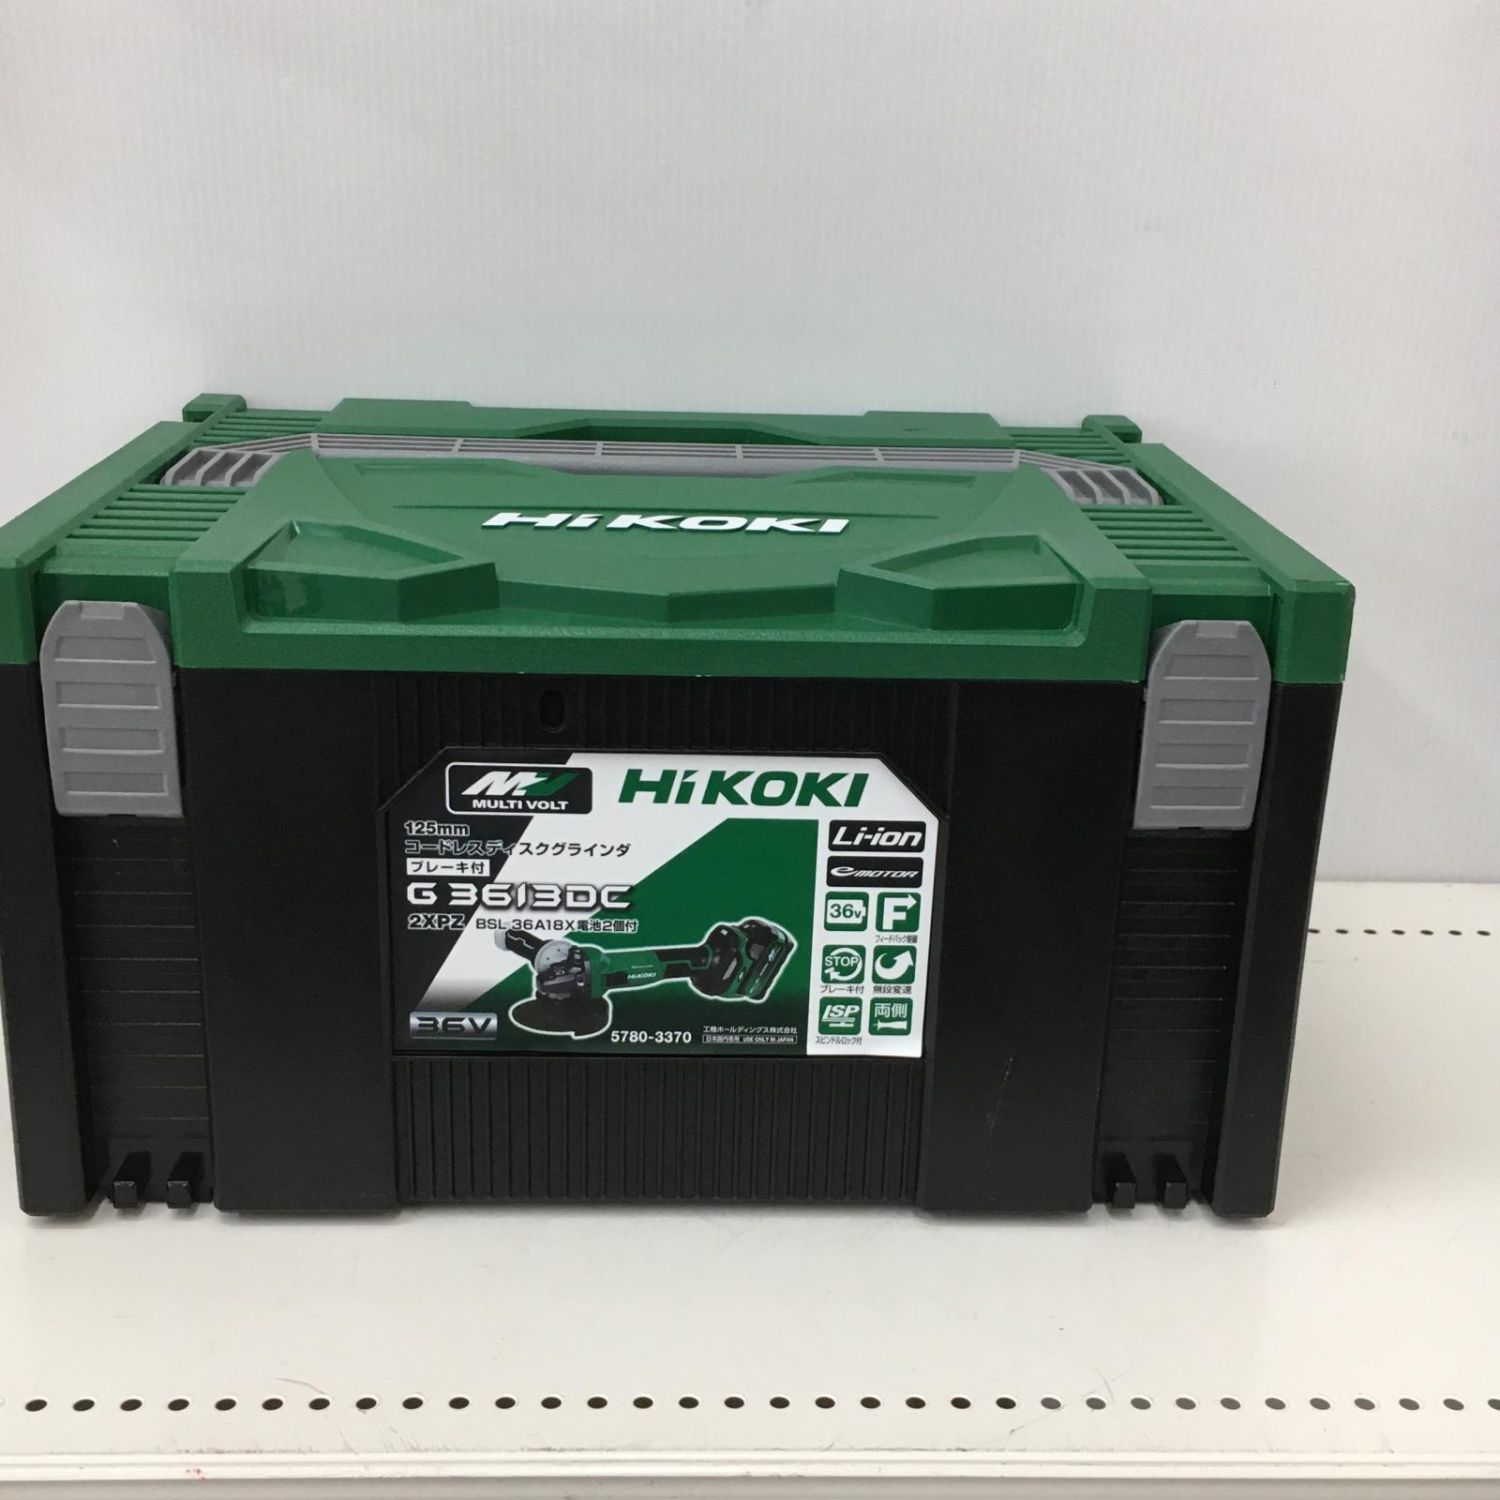 HiKOKI
MULTI VOLT
HiKOKI
125mm
コードレスディスクグラインダ
ブレーキ付
G 3613DC
2XPZ BSL 36A18X電池2個付
HiKOKI
36V
5780-3370
工機ホールディングス株式会社
日本国内専用 USE ONLY IN JAPAN
Li-ion
e MOTOR
36V
F
フィードバック制御
STOP
ブレーキ付
無段変速
LSP
スピンドルロック付
両側